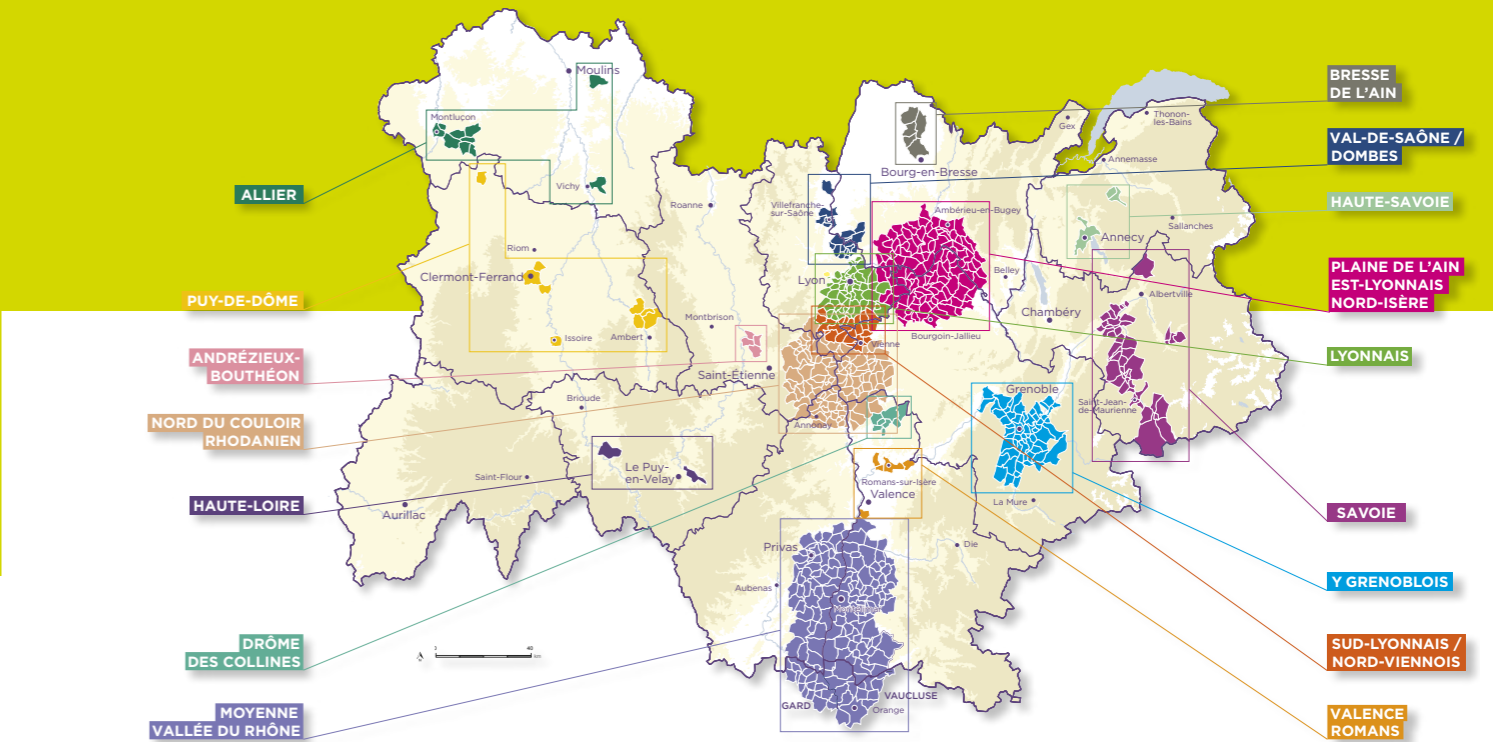 ALLIER
PUY-DE-DÔME
ANDRÉZIEUX-
BOUTHÉON
NORD DU COULOIR
RHODANIEN
HAUTE-LOIRE
DRÔME
DES COLLINES
MOYENNE
VALLÉE DU RHÔNE
Moulins
Montluçon
Vichy
Riom
Clermont-Ferrand
Issoire
Ambert
Roanne
Montbrison
Saint-Étienne
Brioude
Le Puy-
en-Velay
Saint-Flour
Aurillac
Villefranche-
sur-Saône
Lyon
Vienne
Annonay
Bourg-en-Bresse
Ambérieu-en-Bugey
Belley
Bourgoin-Jallieu
Gex
Thonon-
les-Bains
Annemasse
Annecy
Sallanches
Albertville
Chambéry
Grenoble
Saint-Jean-
de-Maurienne
La Mure
Romans-sur-Isère
Valence
Privas
Die
Aubenas
GARD
VAUCLUSE
Orange
km
BRESSE
DE L'AIN
VAL-DE-SAÔNE /
DOMBES
HAUTE-SAVOIE
PLAINE DE L'AIN
EST-LYONNAIS
NORD-ISÈRE
LYONNAIS
SAVOIE
Y GRENOBLOIS
SUD-LYONNAIS /
NORD-VIENNOIS
VALENCE
ROMANS